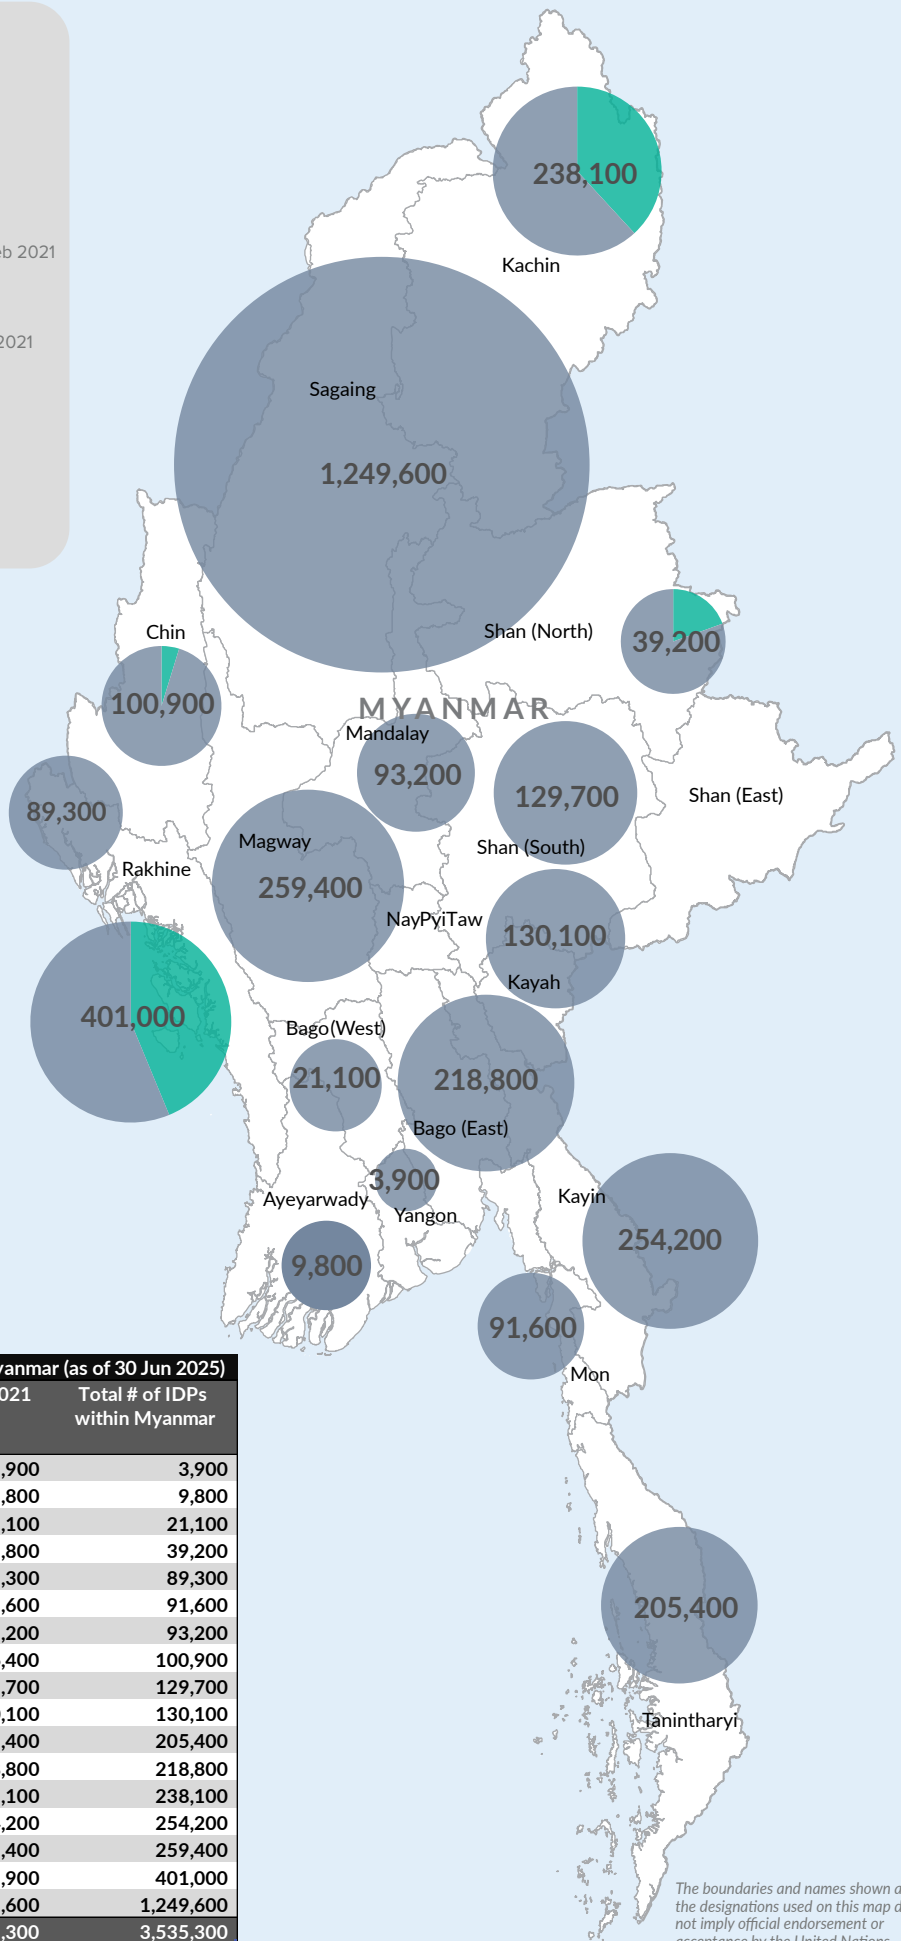 eb 2021
2021
238,100
Kachin
Sagaing
1,249,600
Shan (North)
39,200
Chin
100,900
MYANMAR
Mandalay
93,200
129,700
Shan (East)
89,300
Magway
Shan (South)
Rakhine
259,400
NayPyiTaw
130,100
Kayah
401,000
Bago(West)
21,100
218,800
Bago (East)
3,900
Ayeyarwady
Yangon
Kayin
254,200
9,800
91,600
Mon
205,400
Tanintharyi
yanmar (as of 30 Jun 2025)
021 Total # of IDPs
within Myanmar
,900 3,900
,800 9,800
,100 21,100
,800 39,200
,300 89,300
,600 91,600
,200 93,200
,400 100,900
,700 129,700
,100 130,100
,400 205,400
,800 218,800
,100 238,100
,200 254,200
,400 259,400
,900 401,000
,600 1,249,600
,300 3,535,300
The boundaries and names shown a
the designations used on this map d
not imply official endorsement or
acceptance by the United Nations